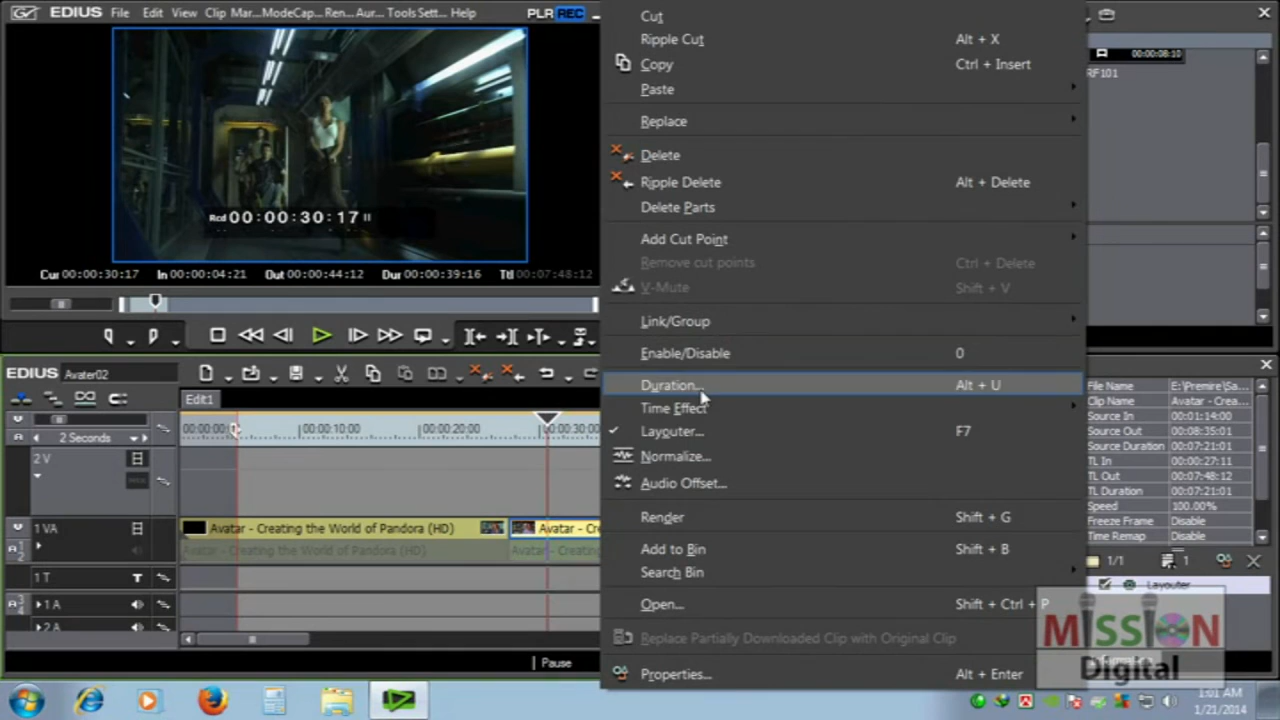 EDIUS File Edit View Clip Mar... Mode Cap... Ren... Aur... Tools Sett... Help
PLR REC
Rcd 00:00:30:17
Cur 00:00:30:17 In 00:00:04:21 Out 00:00:44:12 Dur 00:00:39:16 Ttl 00:07:48:12
EDIUS Avater02
Edit1
2 Seconds
00:00:00:0
00:00:10:00
00:00:20:00
00:00:30:00
2 V
1 VA
Avatar - Creating the World of Pandora (HD)
Avatar - Cre
Avatar - Creating the World of Pandora (HD)
Avatar - Creating
1 T T
1 A
2 A
Pause
Cut
Ripple Cut Alt + X
Copy Ctrl + Insert
Paste
Replace
Delete
Ripple Delete Alt + Delete
Delete Parts
Add Cut Point
Remove cut points Ctrl + Delete
V-Mute Shift + V
Link/Group
Enable/Disable 0
Duration... Alt + U
Time Effect
Layouter... F7
Normalize...
Audio Offset...
Render Shift + G
Add to Bin Shift + B
Search Bin
Open... Shift + Ctrl + P
Replace Partially Downloaded Clip with Original Clip
Properties... Alt + Enter
00:00:08:10
RF101
File Name E:\Premire\Sa...
Clip Name Avatar - Crea...
Source In 00:01:14:00
Source Out 00:08:35:01
Source Duration 00:07:21:01
TL In 00:00:27:11
TL Out 00:07:48:12
TL Duration 00:07:21:01
Speed 100.00%
Freeze Frame Disable
Time Remap Disable
1/1 1
Layouter
MISSION
Digital
1:01 AM
1/21/2014